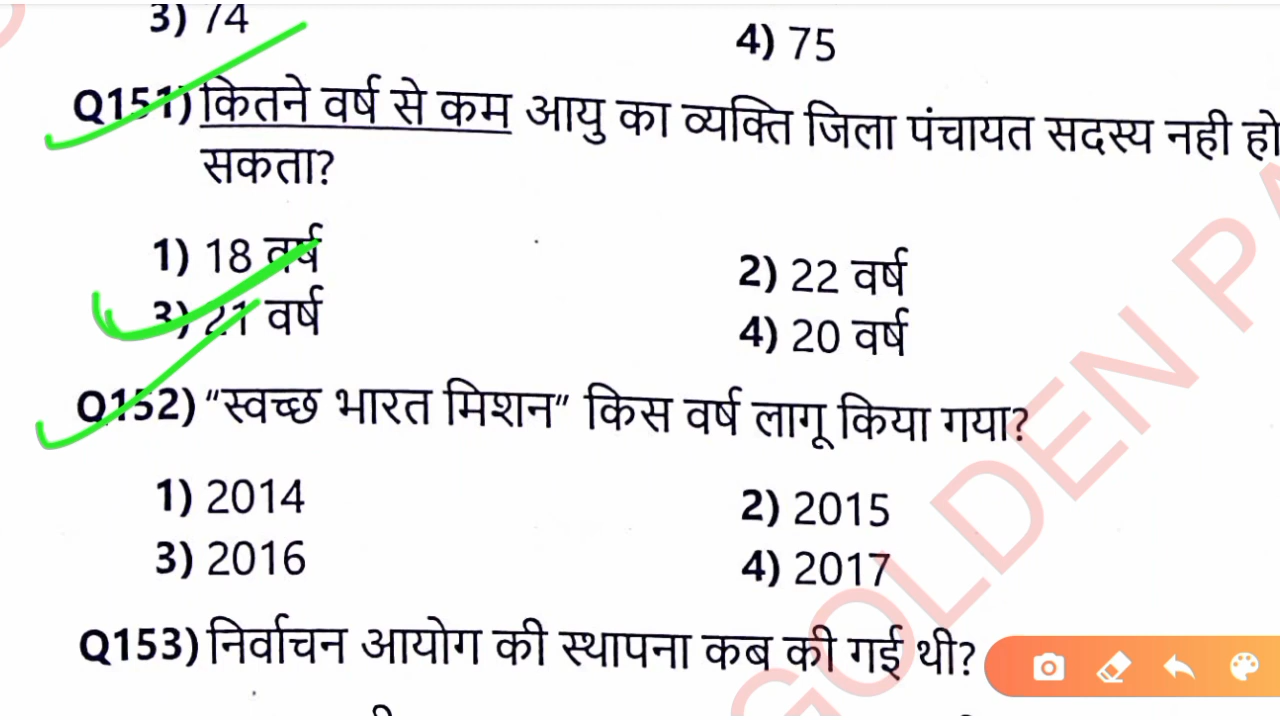 3) 74
4) 75
Q151) कितने वर्ष से कम आयु का व्यक्ति जिला पंचायत सदस्य नही हो
सकता?
1) 18 वर्ष
2) 22 वर्ष
3) 21 वर्ष
4) 20 वर्ष
Q152) “स्वच्छ भारत मिशन” किस वर्ष लागू किया गया?
1) 2014
2) 2015
3) 2016
4) 2017
Q153) निर्वाचन आयोग की स्थापना कब की गई थी?
GOLDEN PA